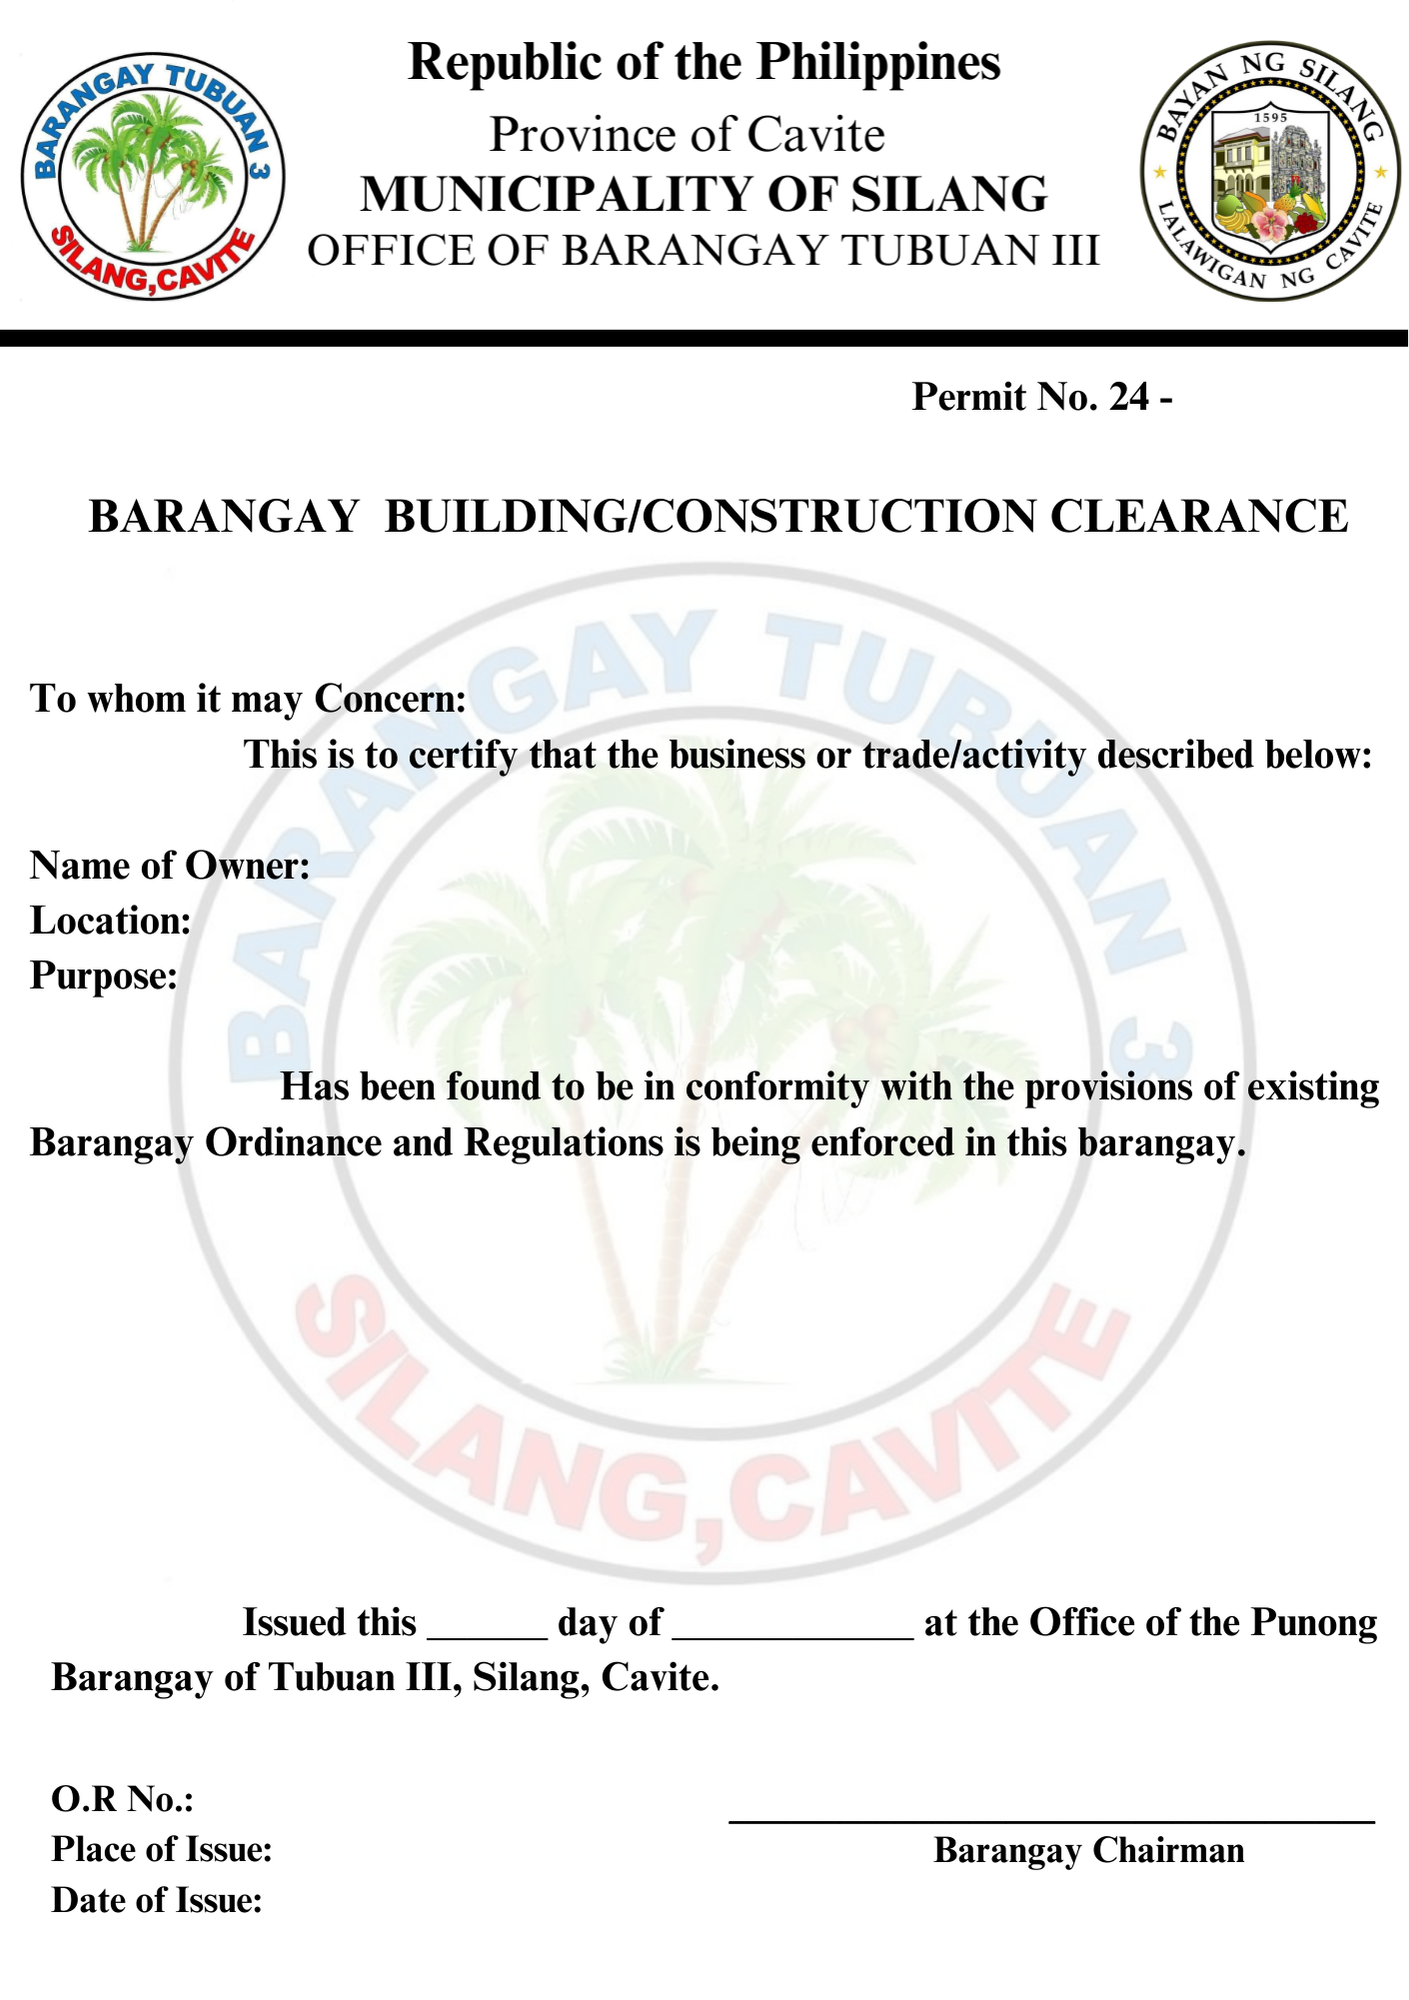 BARANGAY TUBUAN 3
SILANG,CAVITE
Republic of the Philippines
Province of Cavite
MUNICIPALITY OF SILANG
OFFICE OF BARANGAY TUBUAN III
BAYAN NG SILANG
1595
LALAWIGAN NG CAVITE
Permit No. 24 -
BARANGAY  BUILDING/CONSTRUCTION CLEARANCE
BARANGAY TUBUAN 3
To whom it may Concern:
This is to certify that the business or trade/activity described below:
Name of Owner:
Location:
Purpose:
Has been found to be in conformity with the provisions of existing
Barangay Ordinance and Regulations is being enforced in this barangay.
SILANG,CAVITE
Issued this ______ day of ____________ at the Office of the Punong
Barangay of Tubuan III, Silang, Cavite.
O.R No.:
Place of Issue:
Date of Issue:
Barangay Chairman